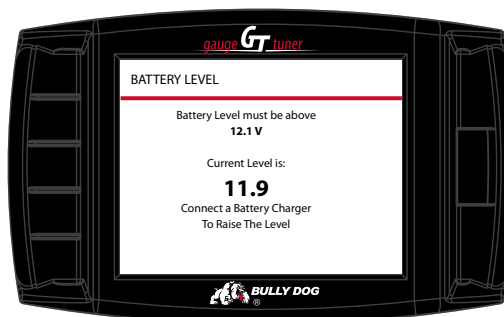 gauge GT tuner
BATTERY LEVEL
Battery Level must be above
12.1 V
Current Level is:
11.9
Connect a Battery Charger
To Raise The Level
BULLY DOG
®